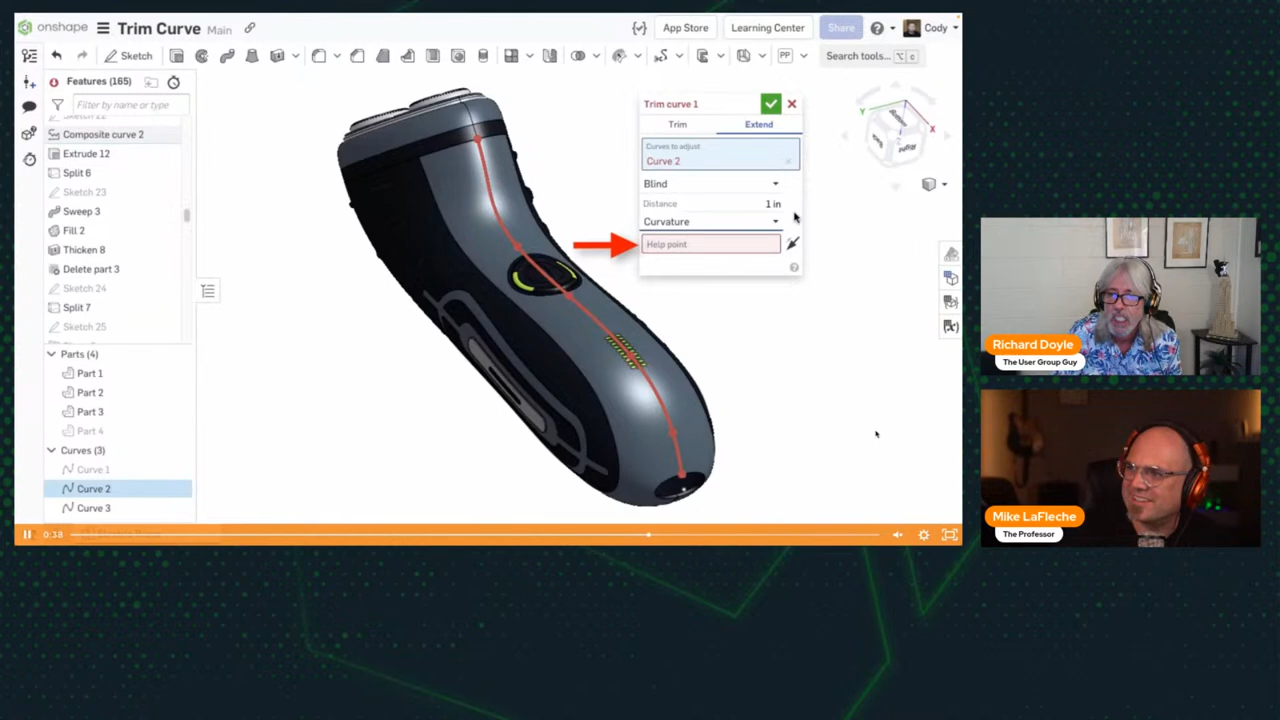 onshape
Trim Curve Main
App Store
Learning Center
Share
Cody
Sketch
PP
Search tools...
⌥ c
Features (165)
Filter by name or type
Composite curve 2
Extrude 12
Split 6
Sketch 23
Sweep 3
Fill 2
Thicken 8
Delete part 3
Sketch 24
Split 7
Sketch 25
Parts (4)
Part 1
Part 2
Part 3
Part 4
Curves (3)
Curve 1
Curve 2
Curve 3
Trim curve 1
Trim
Extend
Curves to adjust
Curve 2
Blind
Distance 1 in
Curvature
Help point
Y
X
Bottom
(x)
0:38
Richard Doyle
The User Group Guy
Mike LaFleche
The Professor